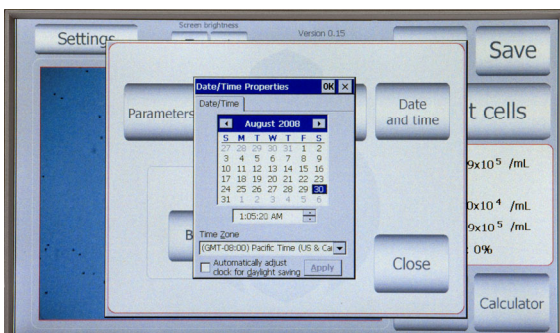 Screen brightness
Version 0.15
Settings
Save
Date/Time Properties OK ×
Date/Time
August 2008
S M T W T F S
27 28 29 30 31 1 2
3 4 5 6 7 8 9
10 11 12 13 14 15 16
17 18 19 20 21 22 23
24 25 26 27 28 29 30
31 1 2 3 4 5 6
1:05:20 AM
Time Zone
(GMT-08:00) Pacific Time (US & Ca
Automatically adjust
clock for daylight saving
Apply
Parameters
Date
and time
t cells
9x10⁵ /mL
0x10⁴ /mL
9x10⁵ /mL
: 0%
B
Close
Calculator